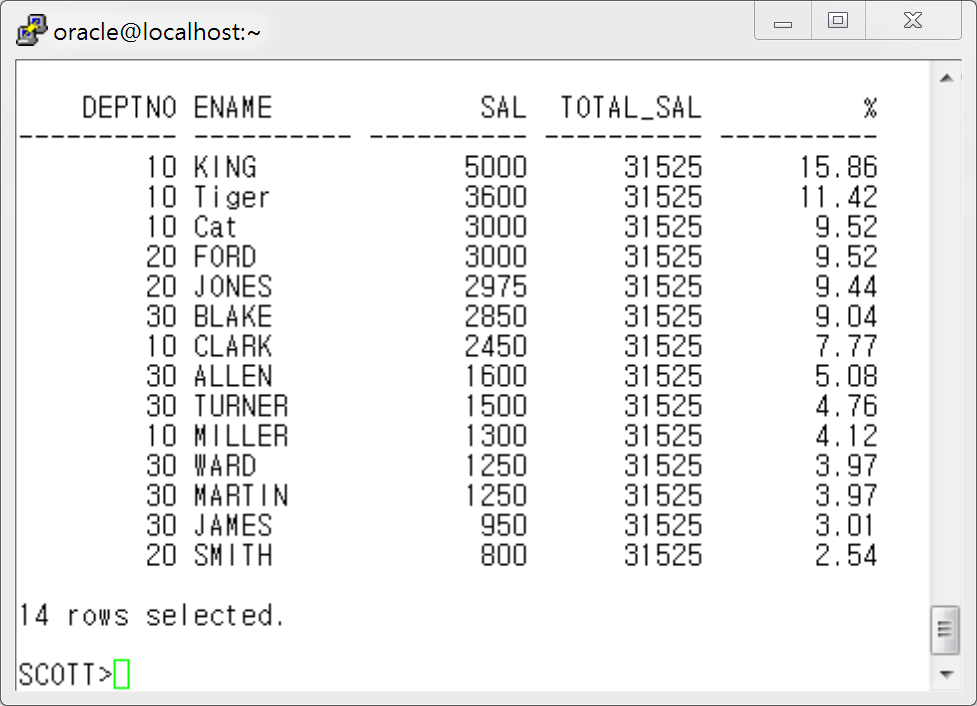 oracle@localhost:~
DEPTNO ENAME SAL TOTAL_SAL %
---------- ---------- ---------- ---------- ----------
10 KING 5000 31525 15.86
10 Tiger 3600 31525 11.42
10 Cat 3000 31525 9.52
20 FORD 3000 31525 9.52
20 JONES 2975 31525 9.44
30 BLAKE 2850 31525 9.04
10 CLARK 2450 31525 7.77
30 ALLEN 1600 31525 5.08
30 TURNER 1500 31525 4.76
10 MILLER 1300 31525 4.12
30 WARD 1250 31525 3.97
30 MARTIN 1250 31525 3.97
30 JAMES 950 31525 3.01
20 SMITH 800 31525 2.54
14 rows selected.
SCOTT>